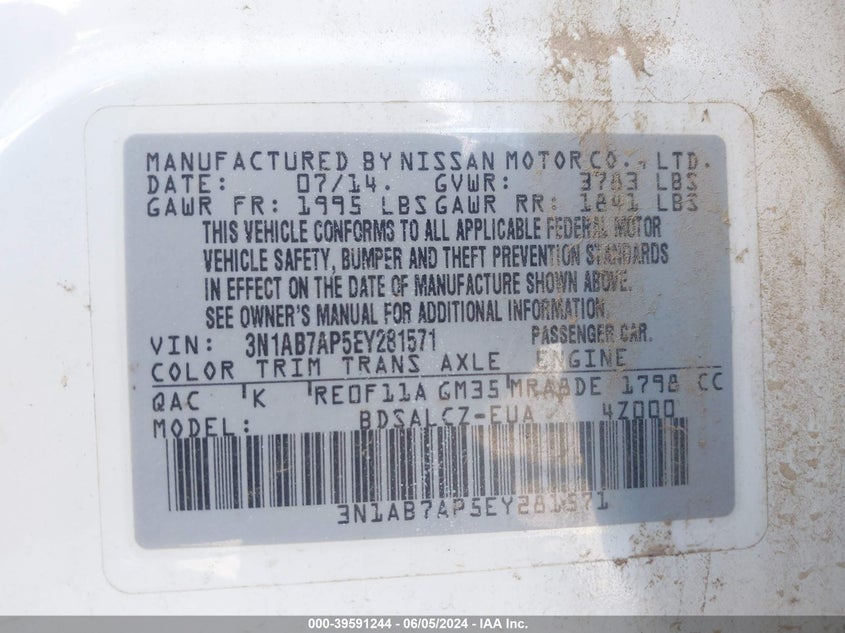 MANUFACTURED BY NISSAN MOTOR CO., LTD.
DATE: 07/14. GVWR: 3783 LBS
GAWR FR: 1995 LBS GAWR RR: 1841 LBS
THIS VEHICLE CONFORMS TO ALL APPLICABLE FEDERAL MOTOR
VEHICLE SAFETY, BUMPER AND THEFT PREVENTION STANDARDS
IN EFFECT ON THE DATE OF MANUFACTURE SHOWN ABOVE.
SEE OWNER'S MANUAL FOR ADDITIONAL INFORMATION.
VIN: 3N1AB7AP5EY281571 PASSENGER CAR.
COLOR TRIM TRANS AXLE ENGINE
QAC K RE0F11A GM35 MRA8DE 1798 CC
MODEL: BDSALCZ-EUA 4Z000
3N1AB7AP5EY281571
000-39591244 - 06/05/2024 - IAA Inc.